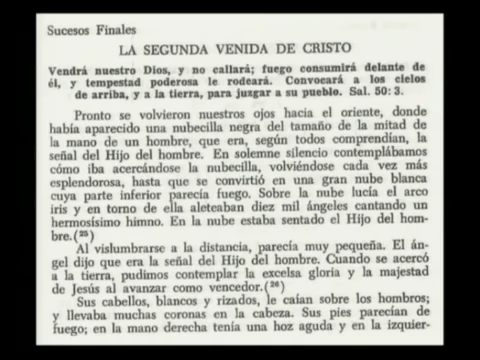 Sucesos Finales
LA SEGUNDA VENIDA DE CRISTO
Vendrá nuestro Dios, y no callará; fuego consumirá delante de
él, y tempestad poderosa le rodeará. Convocará a los cielos
de arriba, y a la tierra, para juzgar a su pueblo. Sal. 50: 3.
Pronto se volvieron nuestros ojos hacia el oriente, donde
había aparecido una nubecilla negra del tamaño de la mitad de
la mano de un hombre, que era, según todos comprendían, la
señal del Hijo del hombre. En solemne silencio contemplábamos
cómo iba acercándose la nubecilla, volviéndose cada vez más
esplendorosa, hasta que se convirtió en una gran nube blanca
cuya parte inferior parecía fuego. Sobre la nube lucía el arco
iris y en torno de ella aleteaban diez mil ángeles cantando un
hermosísimo himno. En la nube estaba sentado el Hijo del hom-
bre.(25)
Al vislumbrarse a la distancia, parecía muy pequeña. El án-
gel dijo que era la señal del Hijo del hombre. Cuando se acercó
a la tierra, pudimos contemplar la excelsa gloria y la majestad
de Jesús al avanzar como vencedor.(26)
Sus cabellos, blancos y rizados, le caían sobre los hombros;
y llevaba muchas coronas en la cabeza. Sus pies parecían de
fuego; en la mano derecha tenía una hoz aguda y en la izquier-